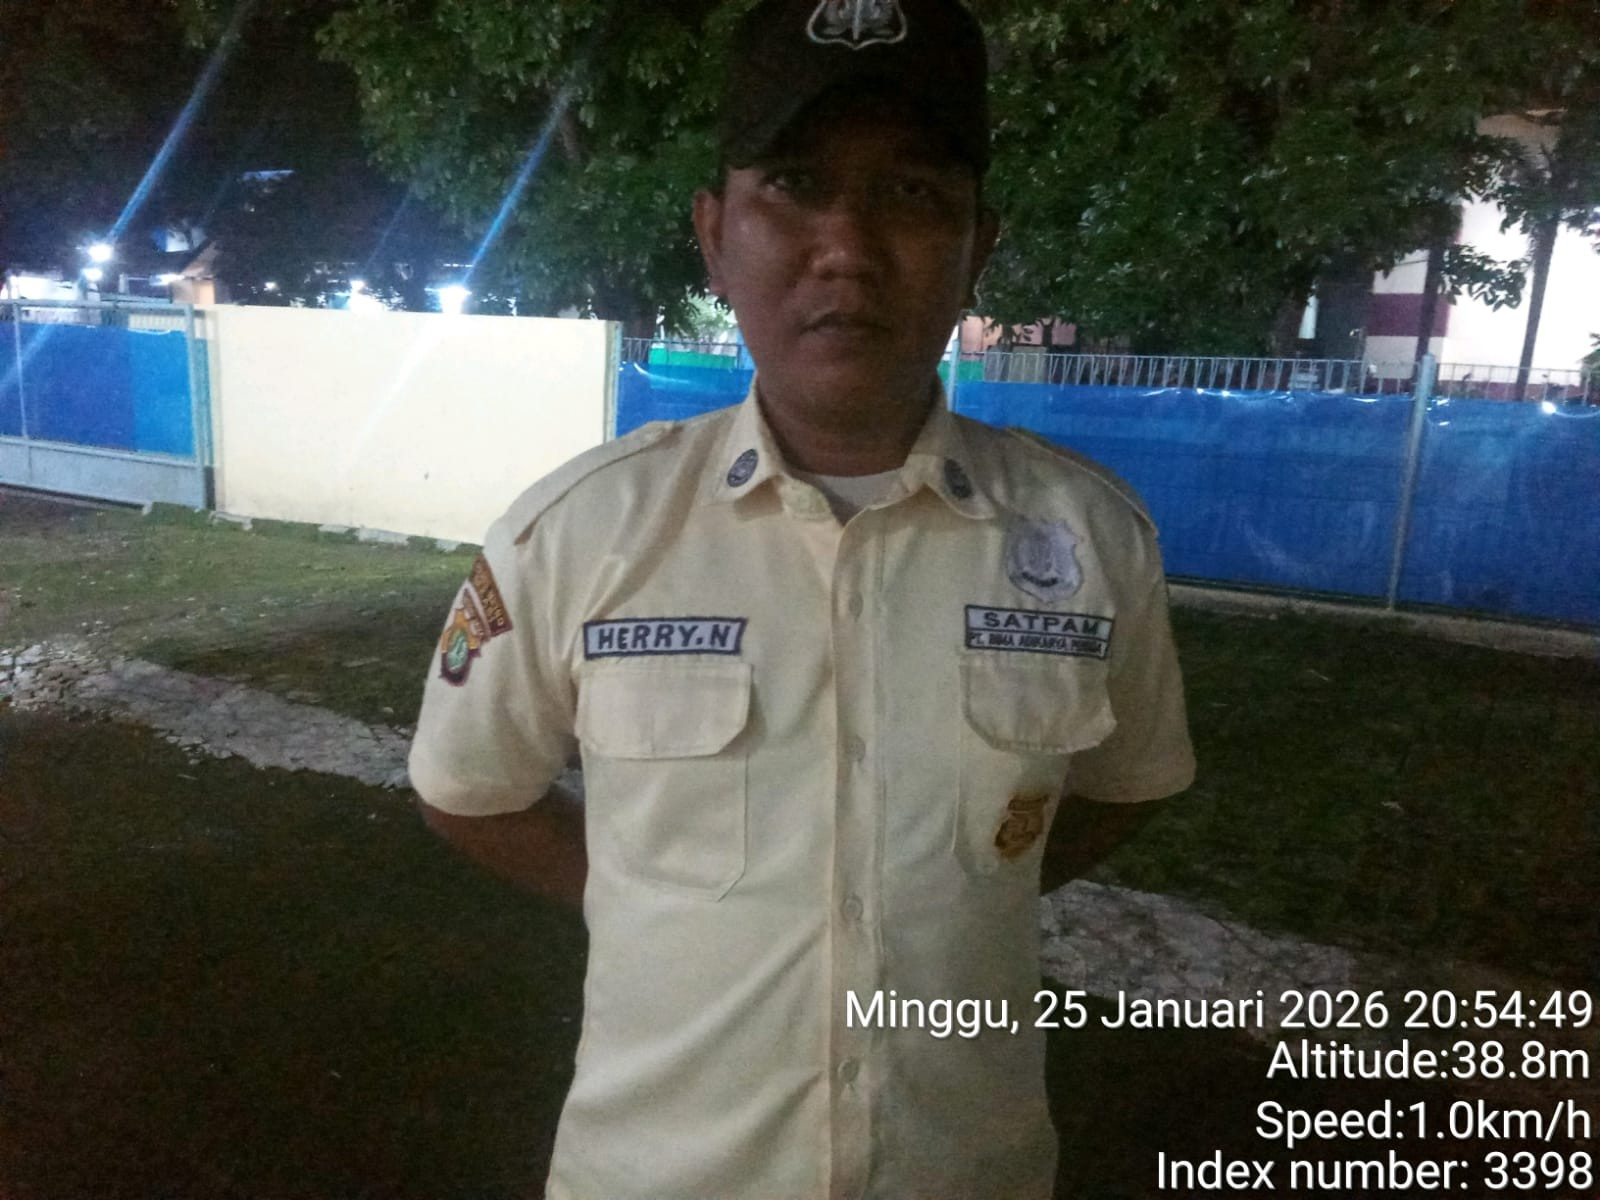 HERRY.N
SATPAM
Minggu, 25 Januari 2026 20:54:49
Altitude:38.8m
Speed:1.0km/h
Index number: 3398